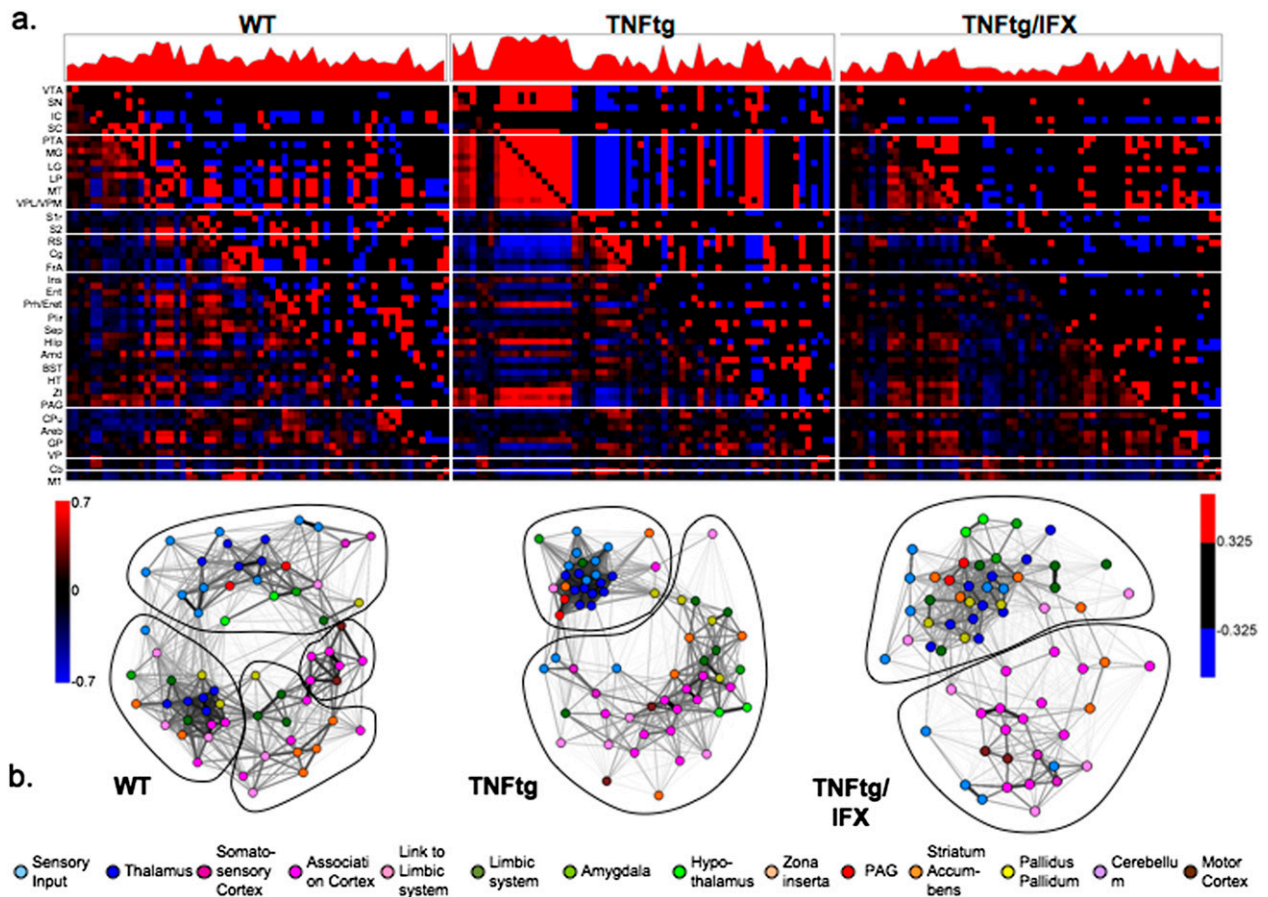 a.
WT
TNFtg
TNFtg/IFX
VTA
SN
IC
SC
PTA
MG
LG
LP
MT
VPL/VPM
S1r
S2
RS
Cg
FrA
Ins
Ent
Prh/Eret
Pir
Sep
Hiip
Amd
BST
HT
ZI
PAG
CPu
GP
VP
Cb
M1
0.7
0
-0.7
0.325
-0.325
b.
WT
TNFtg
TNFtg/
IFX
Sensory
Input
Thalamus
Somato-
sensory
Cortex
Associati
on Cortex
Link to
Limbic
system
Limbic
system
Amygdala
Hypo-
thalamus
Zona
inserta
PAG
Striatum
Accum-
bens
Pallidus
Pallidum
Cerebellu
m
Motor
Cortex